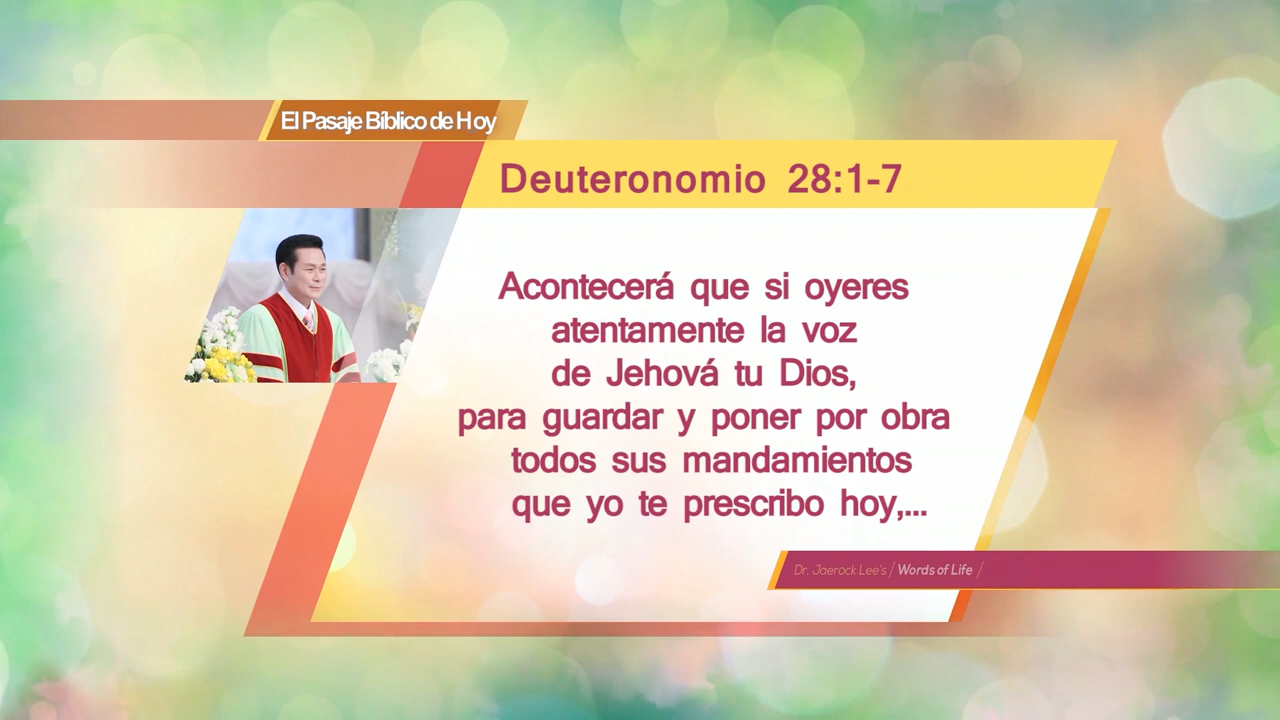 El Pasaje Bíblico de Hoy
Deuteronomio 28:1-7
Acontecerá que si oyeres
atentamente la voz
de Jehová tu Dios,
para guardar y poner por obra
todos sus mandamientos
que yo te prescribo hoy,...
Dr. Jaerock Lee's / Words of Life /